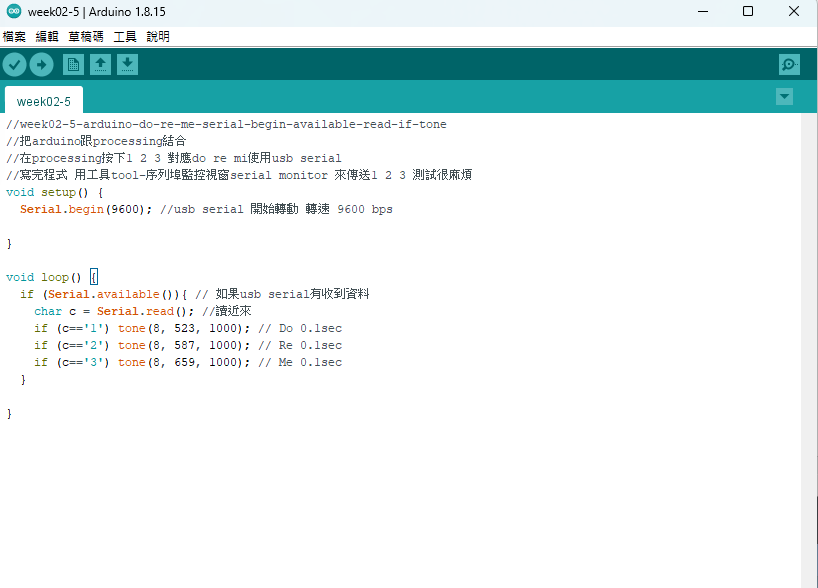 week02-5 | Arduino 1.8.15
檔案 編輯 草稿碼 工具 說明
week02-5
//week02-5-arduino-do-re-me-serial-begin-available-read-if-tone
//把arduino跟processing結合
//在processing按下1 2 3 對應do re mi使用usb serial
//寫完程式 用工具tool-序列埠監控視窗serial monitor 來傳送1 2 3 測試很麻煩
void setup() {
  Serial.begin(9600); //usb serial 開始轉動 轉速 9600 bps
}
void loop() {
  if (Serial.available()){ // 如果usb serial有收到資料
    char c = Serial.read(); //讀近來
    if (c=='1') tone(8, 523, 1000); // Do 0.1sec
    if (c=='2') tone(8, 587, 1000); // Re 0.1sec
    if (c=='3') tone(8, 659, 1000); // Me 0.1sec
  }
}